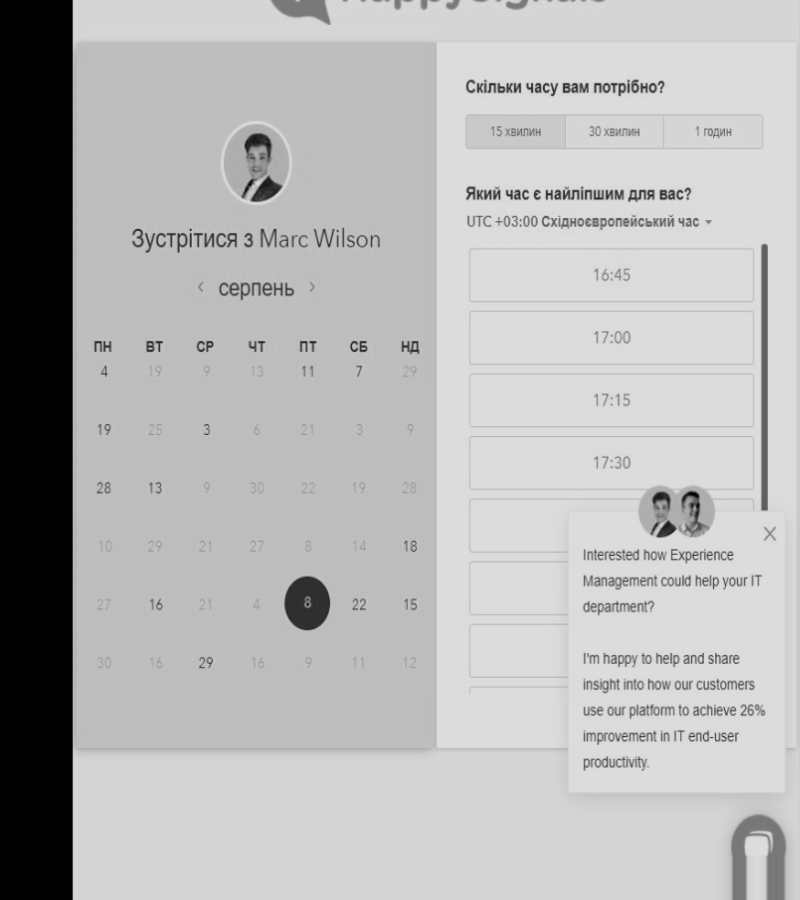 HappySignals
Зустрітися з Marc Wilson
серпень
ПН ВТ СР ЧТ ПТ СБ НД
4 19 9 13 11 7 29
19 25 3 6 21 3 9
28 13 9 30 22 19 28
10 29 21 27 8 14 18
27 16 21 4 8 22 15
30 16 29 16 9 11 12
Скільки часу вам потрібно?
15 хвилин 30 хвилин 1 годин
Який час є найліпшим для вас?
UTC +03:00 Східноєвропейський час
16:45
17:00
17:15
17:30
Interested how Experience
Management could help your IT
department?
I'm happy to help and share
insight into how our customers
use our platform to achieve 26%
improvement in IT end-user
productivity.